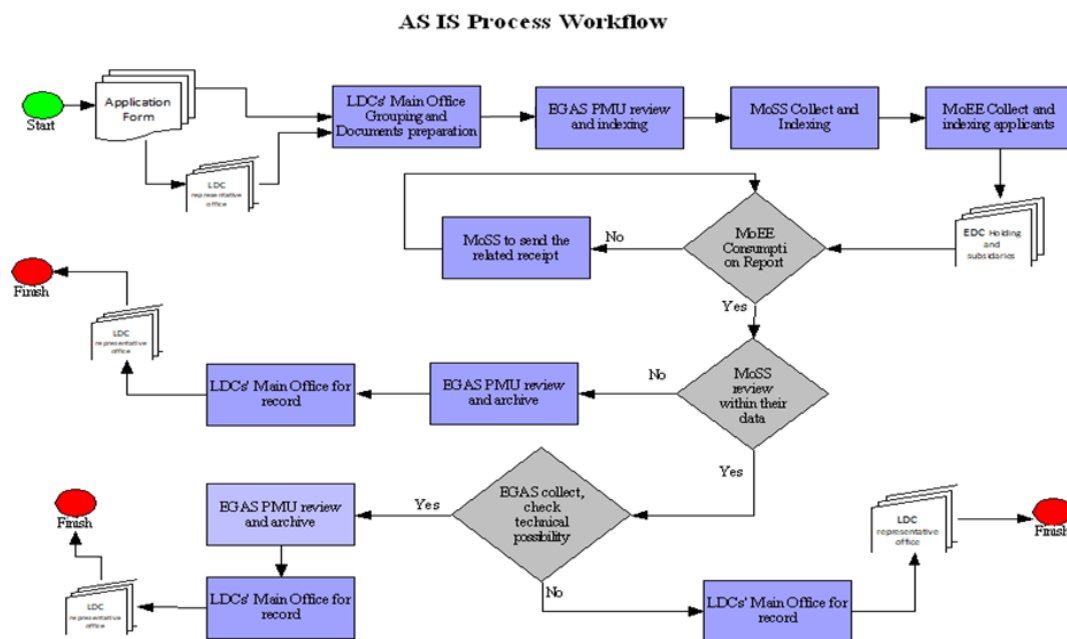 AS IS Process Workflow
Start
Application
Form
LDC
representative
office
LDCs' Main Office
Grouping and
Documents preparation
EGAS PMU review
and indexing
MoSS Collect and
Indexing
MoEE Collect and
indexing applicants
EDC Holding
and
subsidaries
MoEE
Consumpti
on Report
No
MoSS to send the
related receipt
Yes
MoSS
review
within their
data
No
EGAS PMU review
and archive
LDCs' Main Office for
record
LDC
representative
office
Finish
Yes
EGAS collect,
check
technical
possibility
Yes
EGAS PMU review
and archive
LDCs' Main Office for
record
LDC
representative
office
Finish
No
LDCs' Main Office for
record
LDC
representative
office
Finish